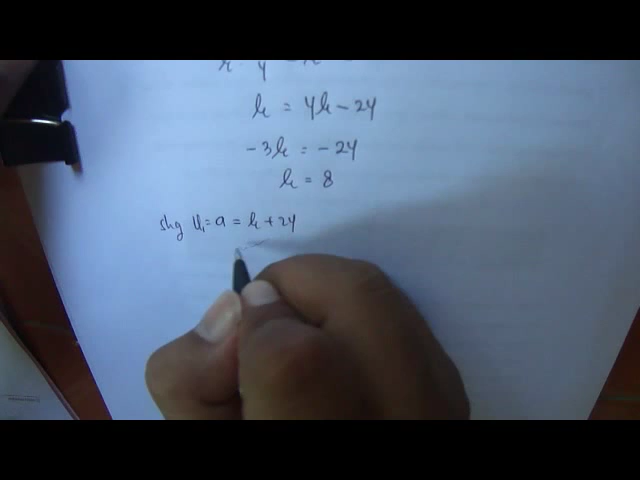 k = 4k - 24
-3k = -24
k = 8
shg U₁ = a = k + 24